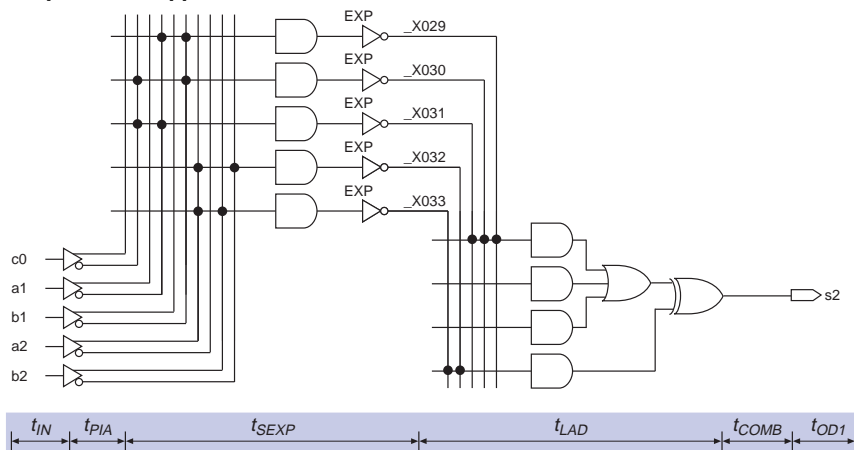 EXP
_X029
EXP
_X030
EXP
_X031
EXP
_X032
EXP
_X033
c0
a1
b1
a2
b2
s2
tIN tPIA tSEXP tLAD tCOMB tOD1